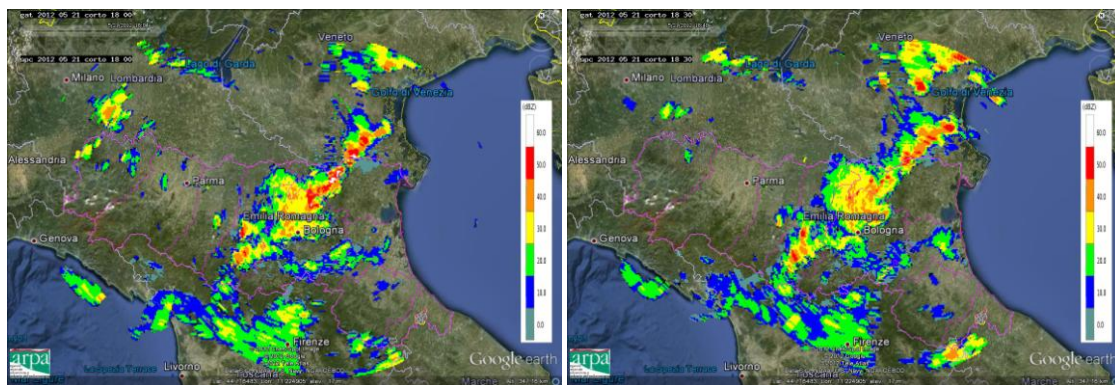 gat 2012 05 21 corto 18 00
spc 2012 05 21 corto 18 00
Veneto
Lago di Garda
Milano Lombardia
Golfo di Venezia
(dBZ)
60.0
50.0
40.0
30.0
20.0
10.0
0.0
Alessandria
Parma
Emilia Romagna
Bologna
Genova
Firenze
Livorno
Toscana
Marche
arpa
Google earth
gat 2012 05 21 corto 18 30
spc 2012 05 21 corto 18 30
Veneto
Lago di Garda
Milano Lombardia
Golfo di Venezia
(dBZ)
60.0
50.0
40.0
30.0
20.0
10.0
0.0
Alessandria
Parma
Emilia Romagna
Bologna
Genova
Firenze
Livorno
Toscana
Marche
arpa
Google earth